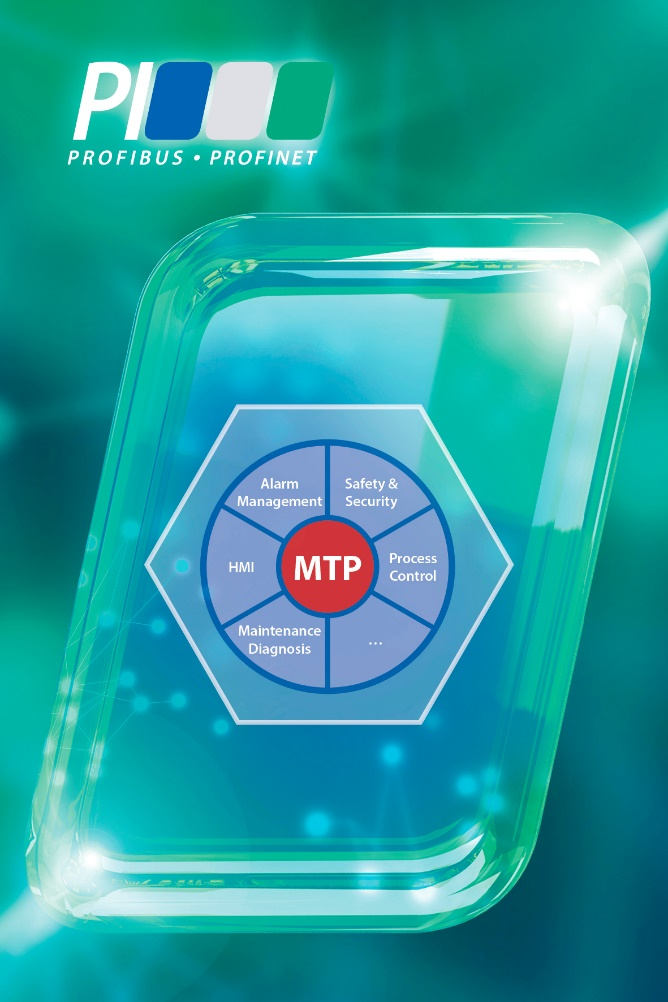 PI
PROFIBUS • PROFINET
Alarm
Management
Safety &
Security
HMI
MTP
Process
Control
Maintenance
Diagnosis
...